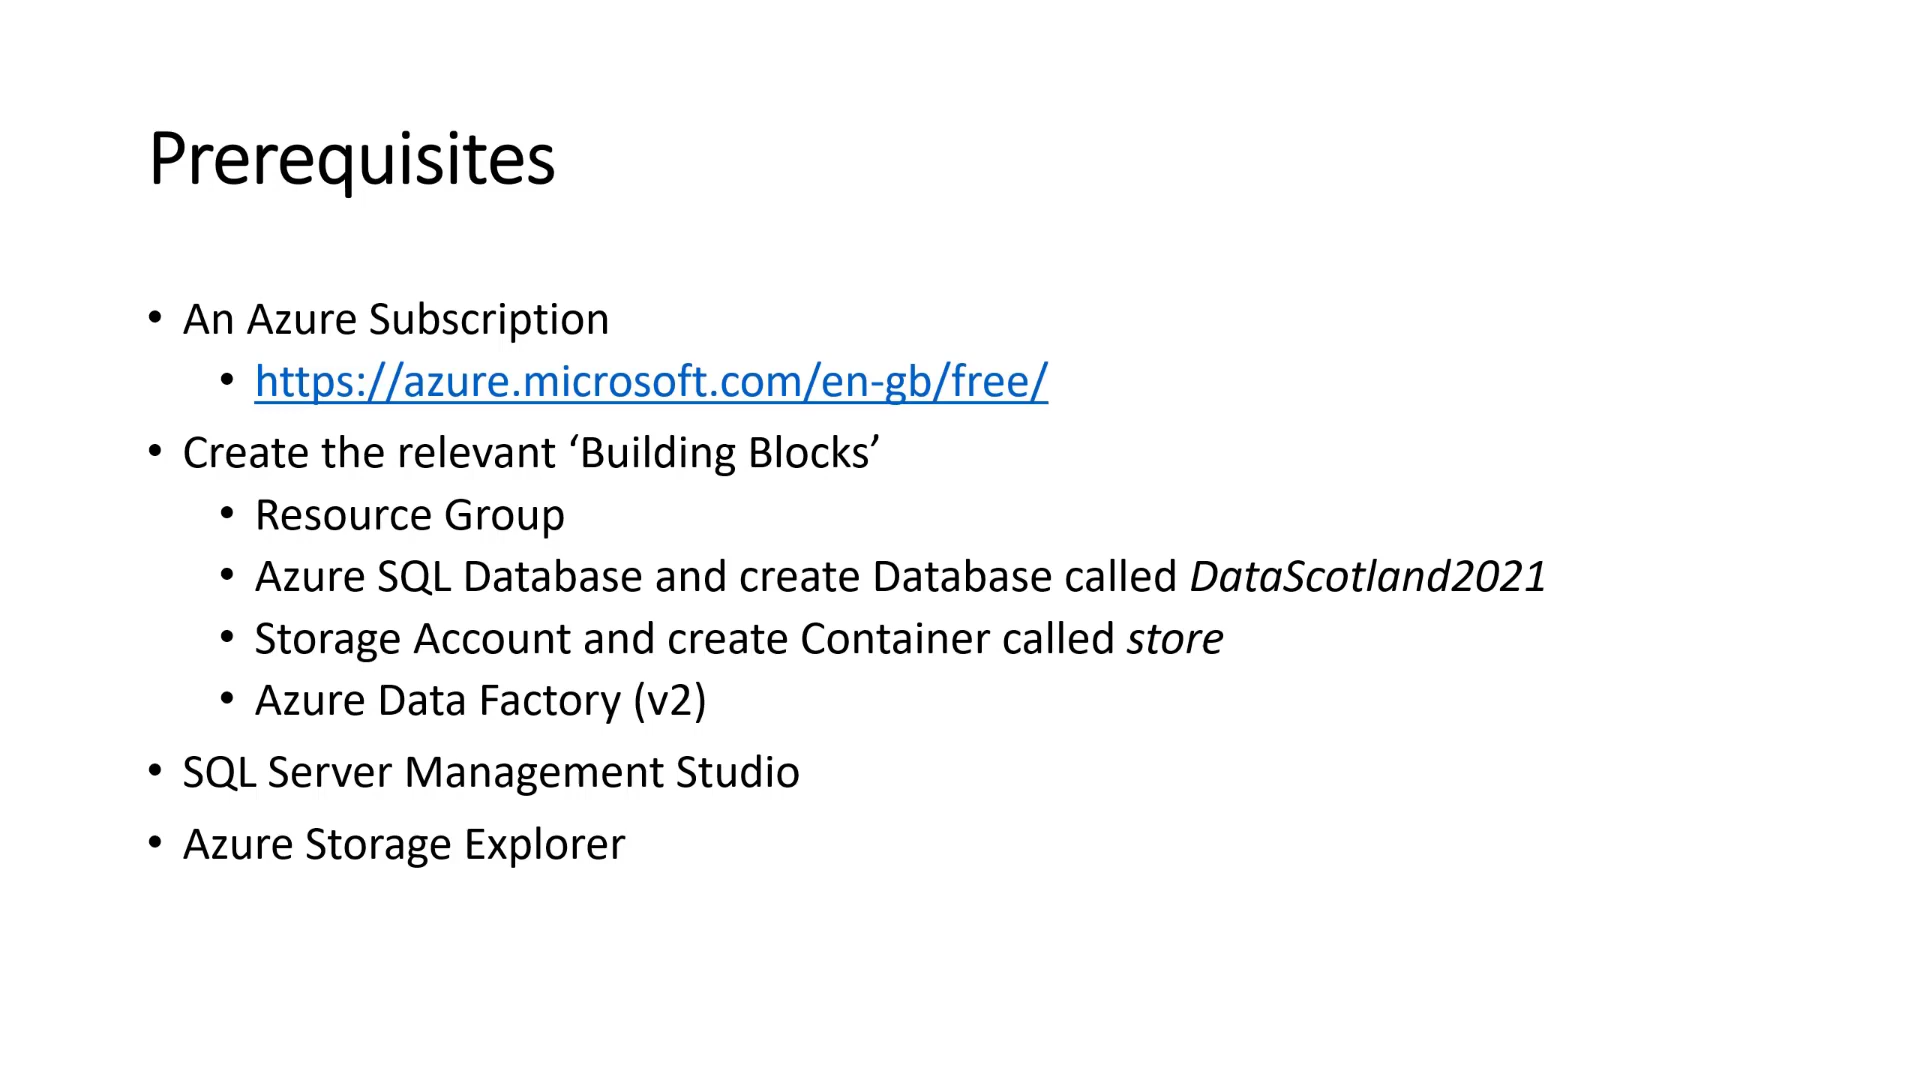 Prerequisites
• An Azure Subscription
• https://azure.microsoft.com/en-gb/free/
• Create the relevant ‘Building Blocks’
• Resource Group
• Azure SQL Database and create Database called DataScotland2021
• Storage Account and create Container called store
• Azure Data Factory (v2)
• SQL Server Management Studio
• Azure Storage Explorer